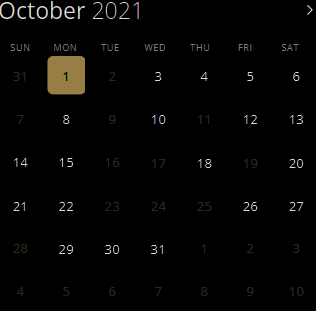 October 2021 >
SUN MON TUE WED THU FRI SAT
31 1 2 3 4 5 6
7 8 9 10 11 12 13
14 15 16 17 18 19 20
21 22 23 24 25 26 27
28 29 30 31 1 2 3
4 5 6 7 8 9 10